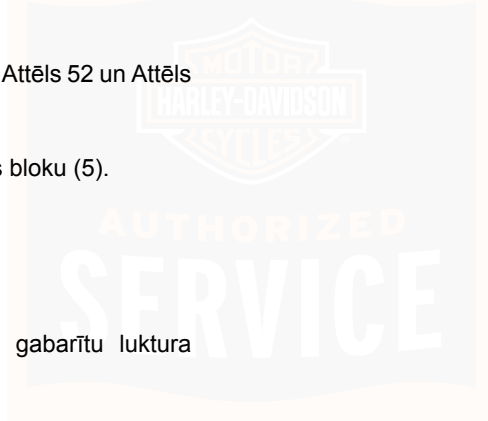 Attēls 52 un Attēls
MOTOR
HARLEY-DAVIDSON
CYCLES
bloku (5).
AUTHORIZED
SERVICE
gabarītu luktura